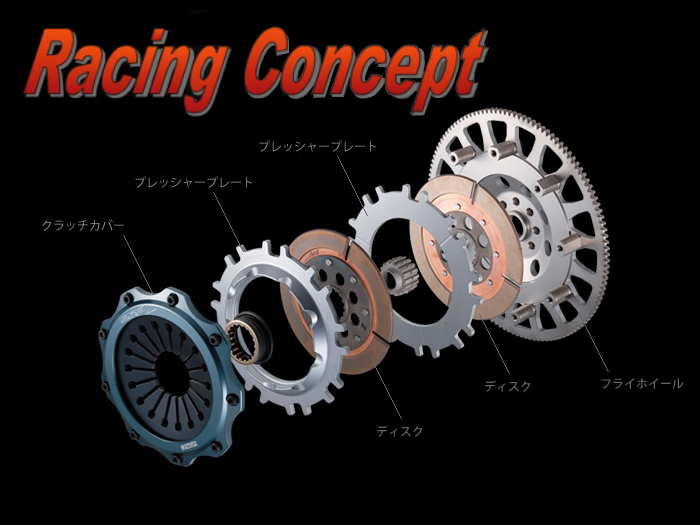 Racing Concept
プレッシャープレート
プレッシャープレート
クラッチカバー
フライホイール
ディスク
ディスク